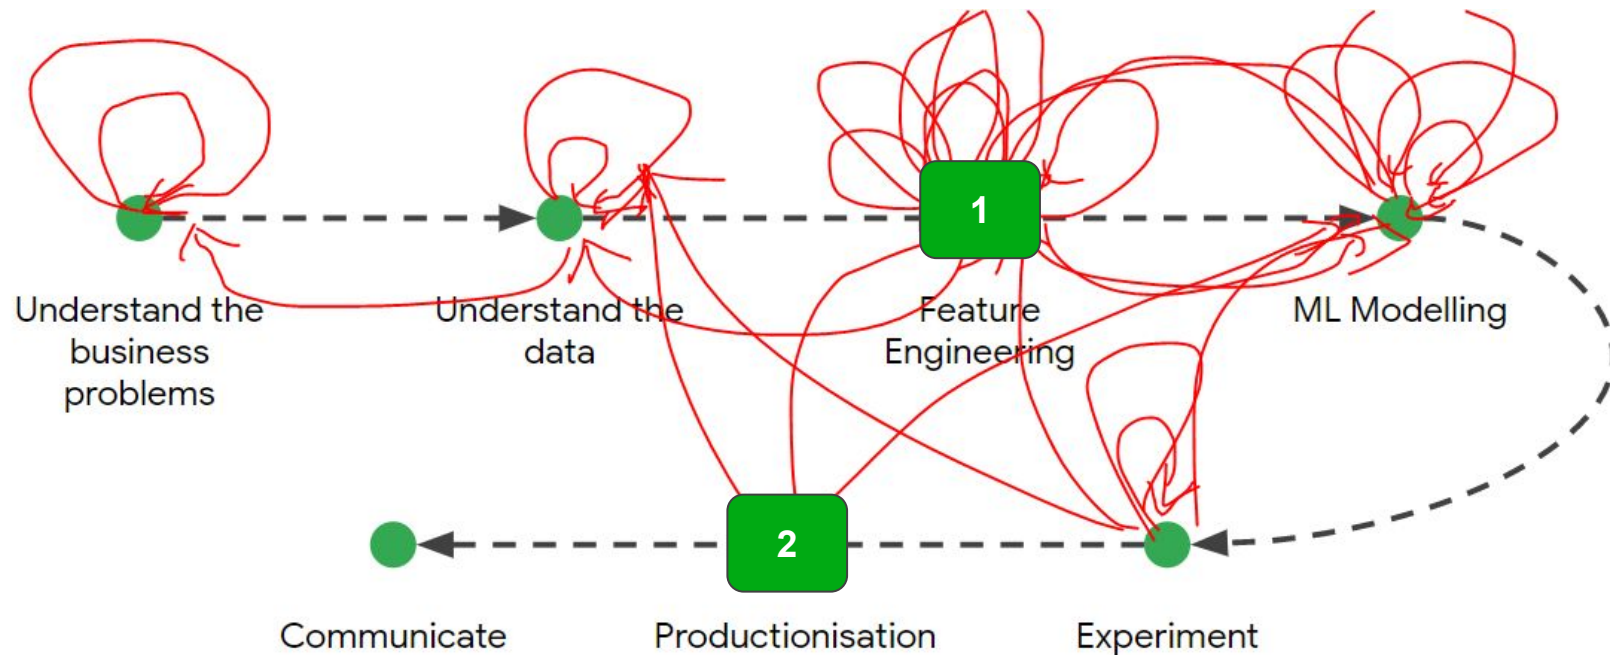 1
Understand the
business
problems
Understand the
data
Feature
Engineering
ML Modelling
2
Communicate
Productionisation
Experiment